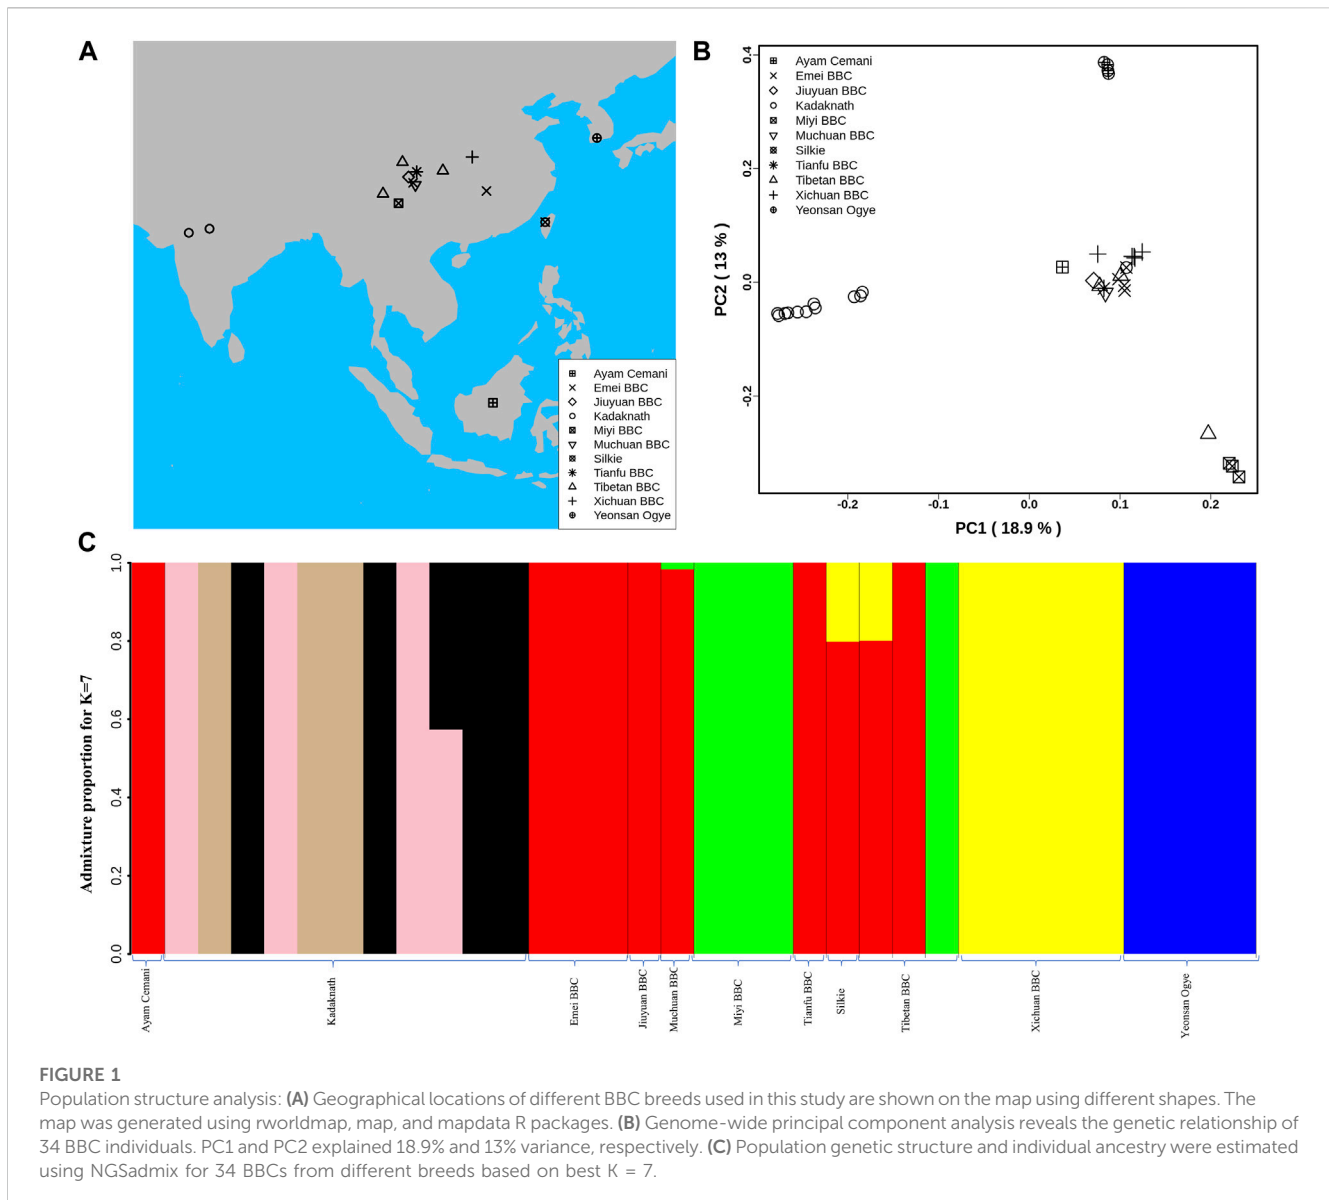 A
Ayam Cemani
Emei BBC
Jiuyuan BBC
Kadaknath
Miyi BBC
Muchuan BBC
Silkie
Tianfu BBC
Tibetan BBC
Xichuan BBC
Yeonsan Ogye
B
Ayam Cemani
Emei BBC
Jiuyuan BBC
Kadaknath
Miyi BBC
Muchuan BBC
Silkie
Tianfu BBC
Tibetan BBC
Xichuan BBC
Yeonsan Ogye
PC2 ( 13 % )
0.4
0.2
0.0
-0.2
-0.2
-0.1
0.0
0.1
0.2
PC1 ( 18.9 % )
C
Admixture proportion for K=7
1.0
0.8
0.6
0.4
0.2
0.0
Ayam Cemani
Kadaknath
Emei BBC
Jiuyuan BBC
Muchuan BBC
Miyi BBC
Tianfu BBC
Silkie
Tibetan BBC
Xichuan BBC
Yeonsan Ogye
FIGURE 1
Population structure analysis: (A) Geographical locations of different BBC breeds used in this study are shown on the map using different shapes. The
map was generated using rworldmap, map, and mapdata R packages. (B) Genome-wide principal component analysis reveals the genetic relationship of
34 BBC individuals. PC1 and PC2 explained 18.9% and 13% variance, respectively. (C) Population genetic structure and individual ancestry were estimated
using NGSadmix for 34 BBCs from different breeds based on best K = 7.